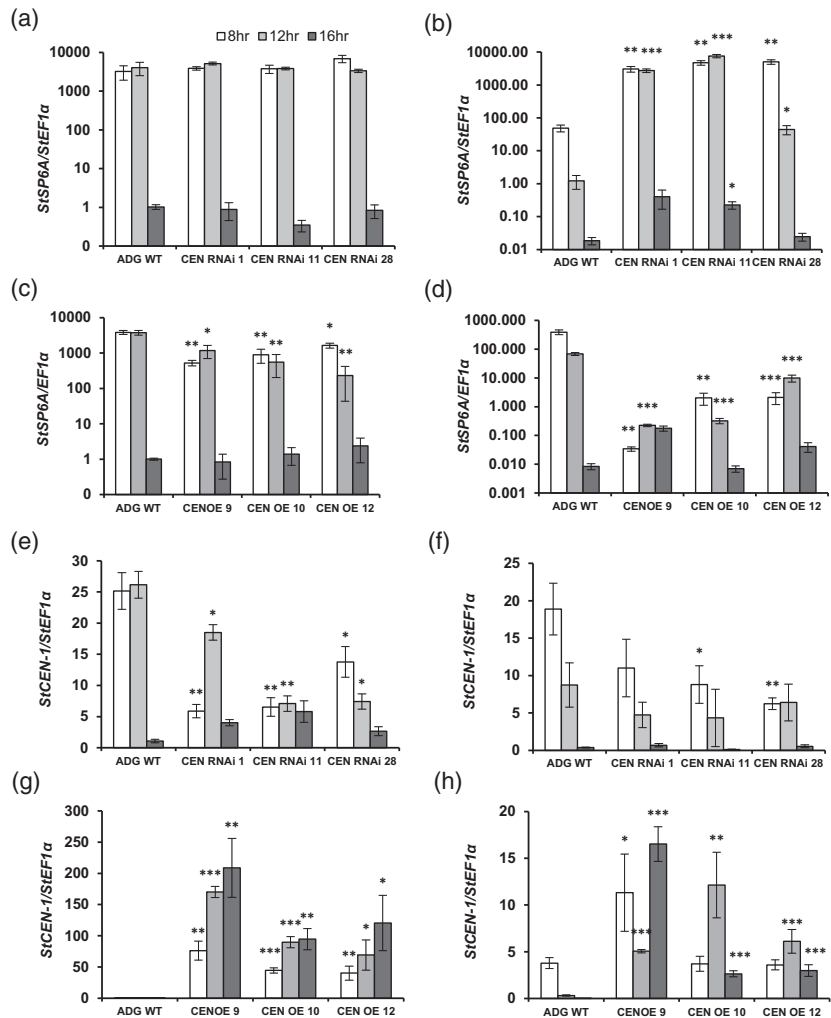 (a)
8hr 12hr 16hr
StSP6A/StEF1α
10000
1000
100
10
1
0
ADG WT CEN RNAi 1 CEN RNAi 11 CEN RNAi 28
(b)
StSP6A/StEF1α
10000.00
1000.00
100.00
10.00
1.00
0.10
0.01
** *** ** *** ** * *
ADG WT CEN RNAi 1 CEN RNAi 11 CEN RNAi 28
(c)
StSP6A/EF1α
10000
1000
100
10
1
0
** * ** ** * **
ADG WT CENOE 9 CEN OE 10 CEN OE 12
(d)
StSP6A/EF1α
1000.000
100.000
10.000
1.000
0.100
0.010
0.001
** *** ** *** *** ***
ADG WT CENOE 9 CEN OE 10 CEN OE 12
(e)
StCEN-1/StEF1α
30
25
20
15
10
5
0
** * ** ** * *
ADG WT CEN RNAi 1 CEN RNAi 11 CEN RNAi 28
(f)
StCEN-1/StEF1α
25
20
15
10
5
0
* **
ADG WT CEN RNAi 1 CEN RNAi 11 CEN RNAi 28
(g)
StCEN-1/StEF1α
300
250
200
150
100
50
0
** *** ** *** *** ** ** * *
ADG WT CENOE 9 CEN OE 10 CEN OE 12
(h)
StCEN-1/StEF1α
20
15
10
5
0
* *** *** ** *** *** ***
ADG WT CENOE 9 CEN OE 10 CEN OE 12